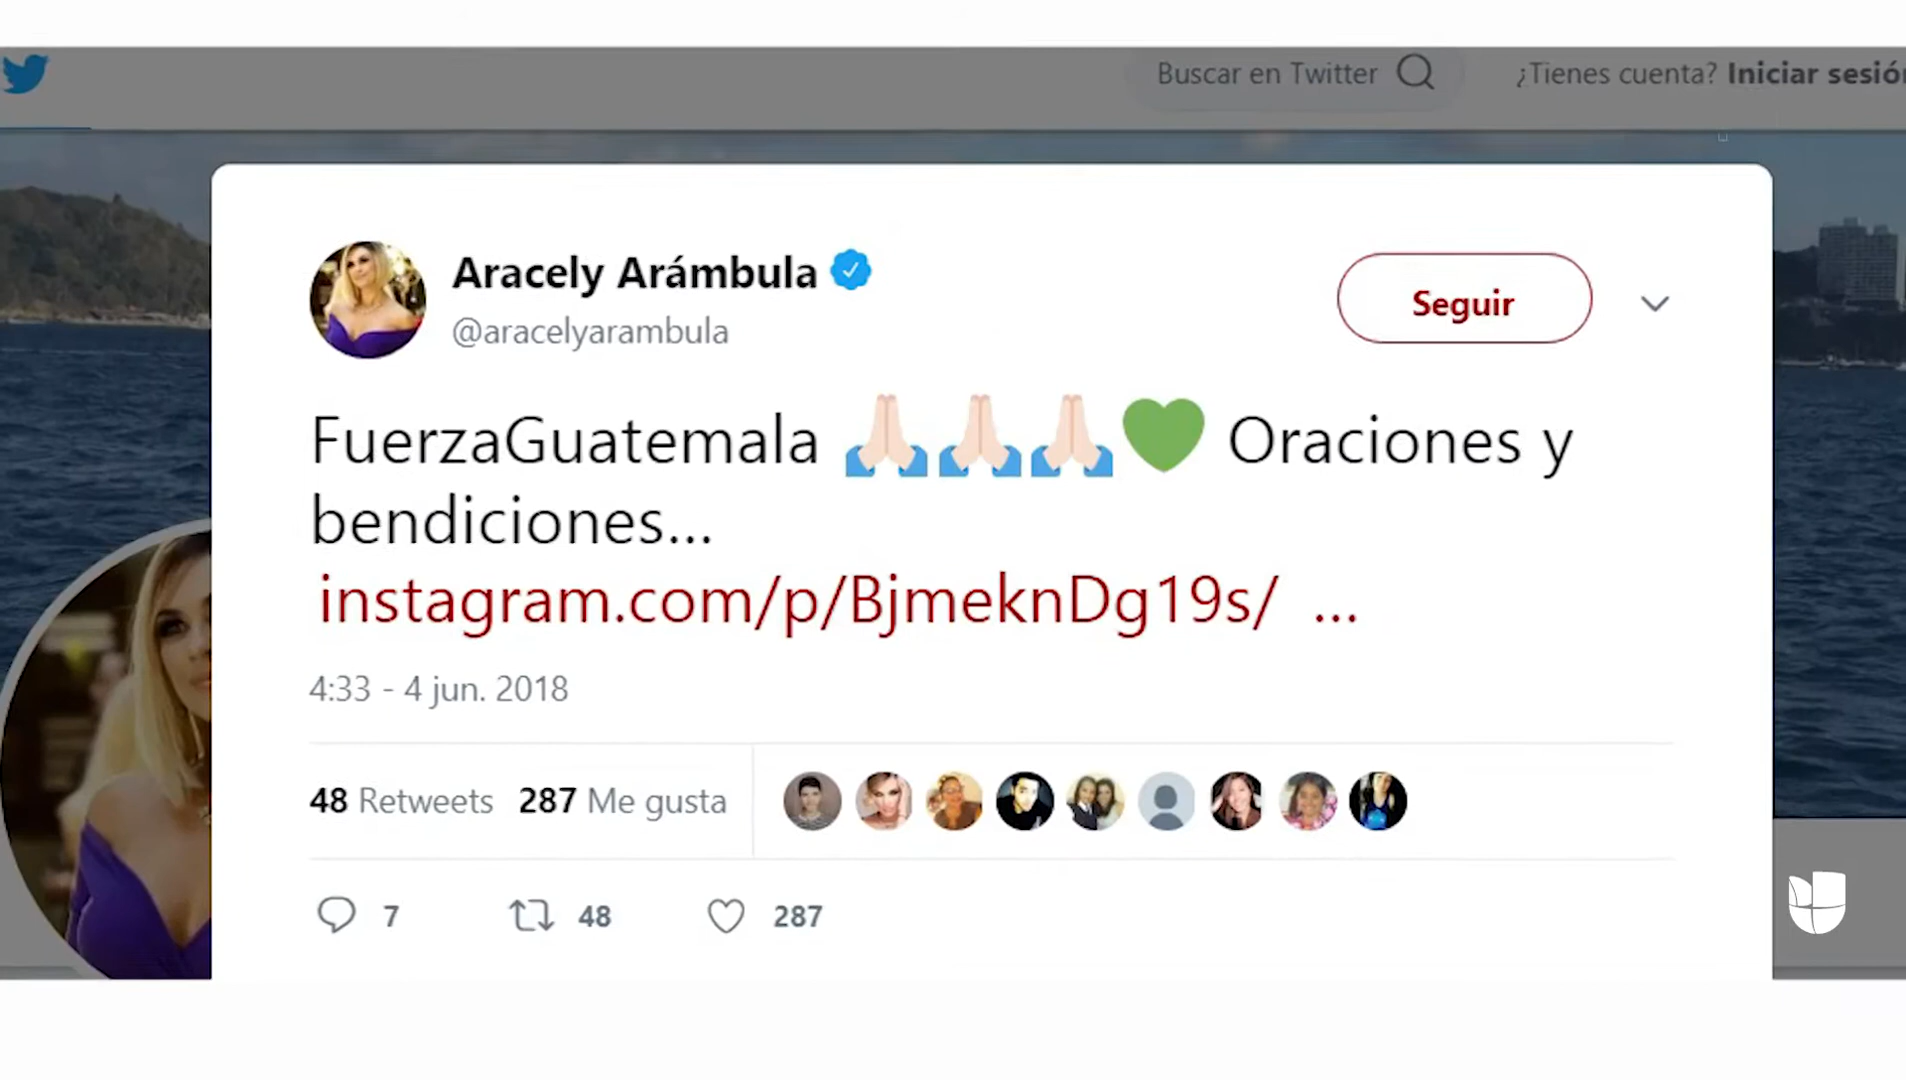 Buscar en Twitter
¿Tienes cuenta? Iniciar sesió
Aracely Arámbula
@aracelyarambula
Seguir
FuerzaGuatemala 🙏🏻🙏🏻🙏🏻💚 Oraciones y
bendiciones...
instagram.com/p/BjmeknDg19s/ ...
4:33 - 4 jun. 2018
48 Retweets 287 Me gusta
7 48 287